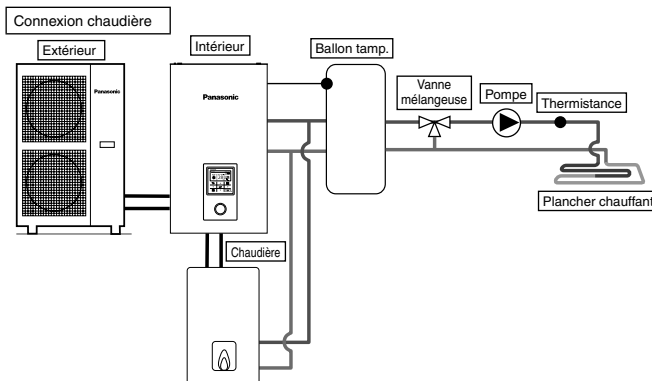 Connexion chaudière
Extérieur
Intérieur
Ballon tamp.
Vanne
mélangeuse
Pompe
Thermistance
Panasonic
Panasonic
Plancher chauffant
Chaudière